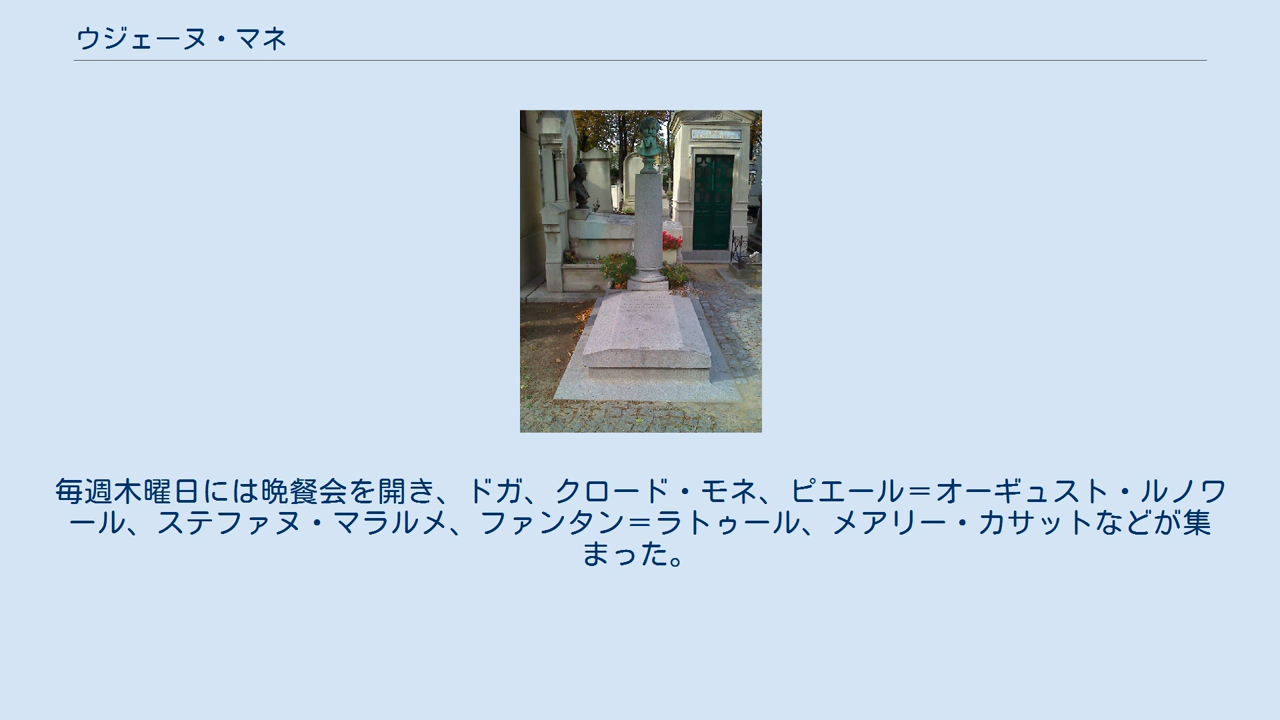 ウジェーヌ・マネ
毎週木曜日には晩餐会を開き、ドガ、クロード・モネ、ピエール＝オーギュスト・ルノワ
ール、ステファヌ・マラルメ、ファンタン＝ラトゥール、メアリー・カサットなどが集
まった。